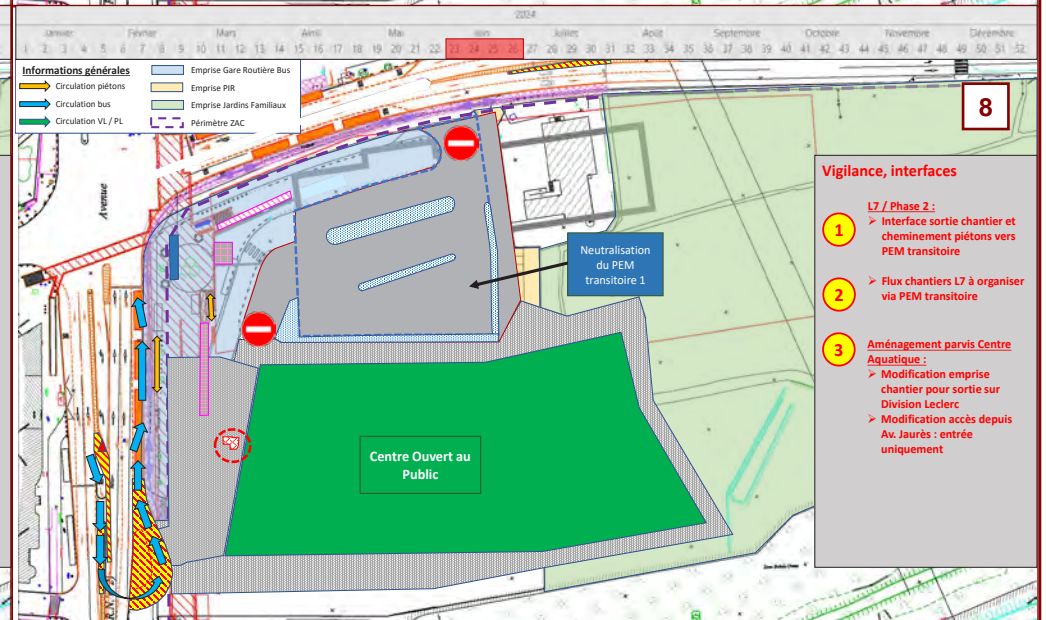 2024
Janvier Février Mars Avril Mai Juin Juillet Août Septembre Octobre Novembre Décembre
1 2 3 4 5 6 7 8 9 10 11 12 13 14 15 16 17 18 19 20 21 22 23 24 25 26 27 28 29 30 31 32 33 34 35 36 37 38 39 40 41 42 43 44 45 46 47 48 49 50 51 52
Informations générales
Circulation piétons
Circulation bus
Circulation VL / PL
Emprise Gare Routière Bus
Emprise PIR
Emprise Jardins Familiaux
Périmètre ZAC
8
Avenue
Neutralisation
du PEM
transitoire 1
Centre Ouvert au
Public
R.N.
Vigilance, interfaces
L7 / Phase 2 :
1
➢ Interface sortie chantier et
cheminement piétons vers
PEM transitoire
2
➢ Flux chantiers L7 à organiser
via PEM transitoire
3
Aménagement parvis Centre
Aquatique :
➢ Modification emprise
chantier pour sortie sur
Division Leclerc
➢ Modification accès depuis
Av. Jaurès : entrée
uniquement